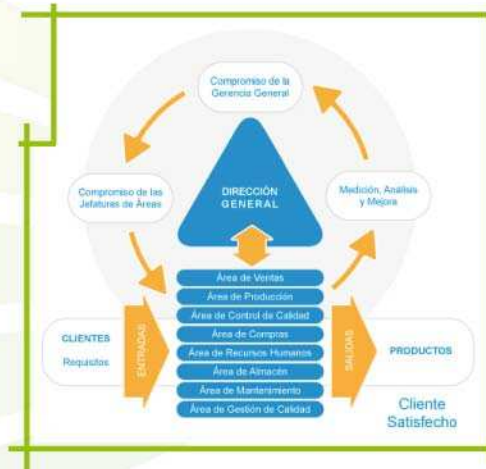 Compromiso de la
Gerencia General
Compromiso de las
Jefaturas de Áreas
DIRECCIÓN
GENERAL
Medición, Análisis
y Mejora
Área de Ventas
Área de Producción
Área de Control de Calidad
Área de Compras
Área de Recursos Humanos
Área de Almacén
Área de Mantenimiento
Área de Gestión de Calidad
CLIENTES
Requisitos
ENTRADAS
SALIDAS
PRODUCTOS
Cliente
Satisfecho